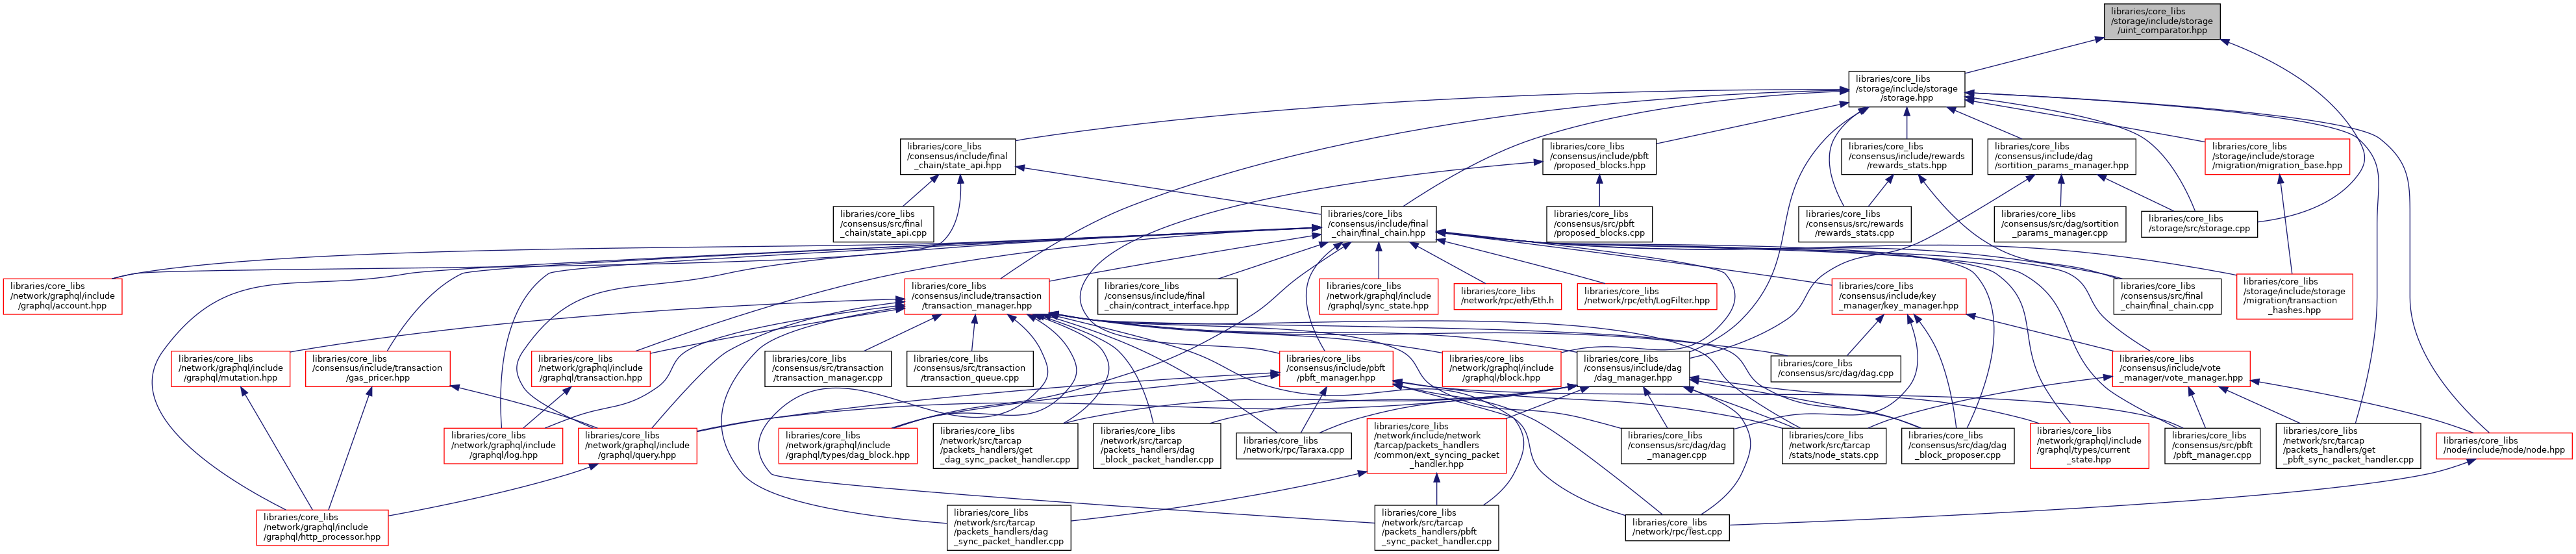 libraries/core_libs
/storage/include/storage
/uint_comparator.hpp
libraries/core_libs
/storage/include/storage
/storage.hpp
libraries/core_libs
/consensus/include/final
_chain/state_api.hpp
libraries/core_libs
/consensus/include/pbft
/proposed_blocks.hpp
libraries/core_libs
/consensus/include/rewards
/rewards_stats.hpp
libraries/core_libs
/consensus/include/dag
/sortition_params_manager.hpp
libraries/core_libs
/storage/include/storage
/migration/migration_base.hpp
libraries/core_libs
/consensus/src/final
_chain/state_api.cpp
libraries/core_libs
/consensus/include/final
_chain/final_chain.hpp
libraries/core_libs
/consensus/src/pbft
/proposed_blocks.cpp
libraries/core_libs
/consensus/src/rewards
/rewards_stats.cpp
libraries/core_libs
/consensus/src/dag/sortition
_params_manager.cpp
libraries/core_libs
/storage/src/storage.cpp
libraries/core_libs
/network/graphql/include
/graphql/account.hpp
libraries/core_libs
/consensus/include/transaction
/transaction_manager.hpp
libraries/core_libs
/consensus/include/final
_chain/contract_interface.hpp
libraries/core_libs
/network/graphql/include
/graphql/sync_state.hpp
libraries/core_libs
/network/rpc/eth/Eth.h
libraries/core_libs
/network/rpc/eth/LogFilter.hpp
libraries/core_libs
/consensus/include/key
_manager/key_manager.hpp
libraries/core_libs
/consensus/src/final
_chain/final_chain.cpp
libraries/core_libs
/storage/include/storage
/migration/transaction
_hashes.hpp
libraries/core_libs
/network/graphql/include
/graphql/mutation.hpp
libraries/core_libs
/consensus/include/transaction
/gas_pricer.hpp
libraries/core_libs
/network/graphql/include
/graphql/transaction.hpp
libraries/core_libs
/consensus/src/transaction
/transaction_manager.cpp
libraries/core_libs
/consensus/src/transaction
/transaction_queue.cpp
libraries/core_libs
/consensus/include/pbft
/pbft_manager.hpp
libraries/core_libs
/network/graphql/include
/graphql/block.hpp
libraries/core_libs
/consensus/include/dag
/dag_manager.hpp
libraries/core_libs
/consensus/src/dag/dag.cpp
libraries/core_libs
/consensus/include/vote
_manager/vote_manager.hpp
libraries/core_libs
/network/graphql/include
/graphql/log.hpp
libraries/core_libs
/network/graphql/include
/graphql/query.hpp
libraries/core_libs
/network/graphql/include
/graphql/types/dag_block.hpp
libraries/core_libs
/network/src/tarcap
/packets_handlers/get
_dag_sync_packet_handler.cpp
libraries/core_libs
/network/src/tarcap
/packets_handlers/dag
_block_packet_handler.cpp
libraries/core_libs
/network/rpc/Taraxa.cpp
libraries/core_libs
/network/include/network
/tarcap/packets_handlers
/common/ext_syncing_packet
_handler.hpp
libraries/core_libs
/consensus/src/dag/dag
_manager.cpp
libraries/core_libs
/network/src/tarcap
/stats/node_stats.cpp
libraries/core_libs
/consensus/src/dag/dag
_block_proposer.cpp
libraries/core_libs
/network/graphql/include
/graphql/types/current
_state.hpp
libraries/core_libs
/consensus/src/pbft
/pbft_manager.cpp
libraries/core_libs
/network/src/tarcap
/packets_handlers/get
_pbft_sync_packet_handler.cpp
libraries/core_libs
/node/include/node/node.hpp
libraries/core_libs
/network/graphql/include
/graphql/http_processor.hpp
libraries/core_libs
/network/src/tarcap
/packets_handlers/dag
_sync_packet_handler.cpp
libraries/core_libs
/network/src/tarcap
/packets_handlers/pbft
_sync_packet_handler.cpp
libraries/core_libs
/network/rpc/Test.cpp